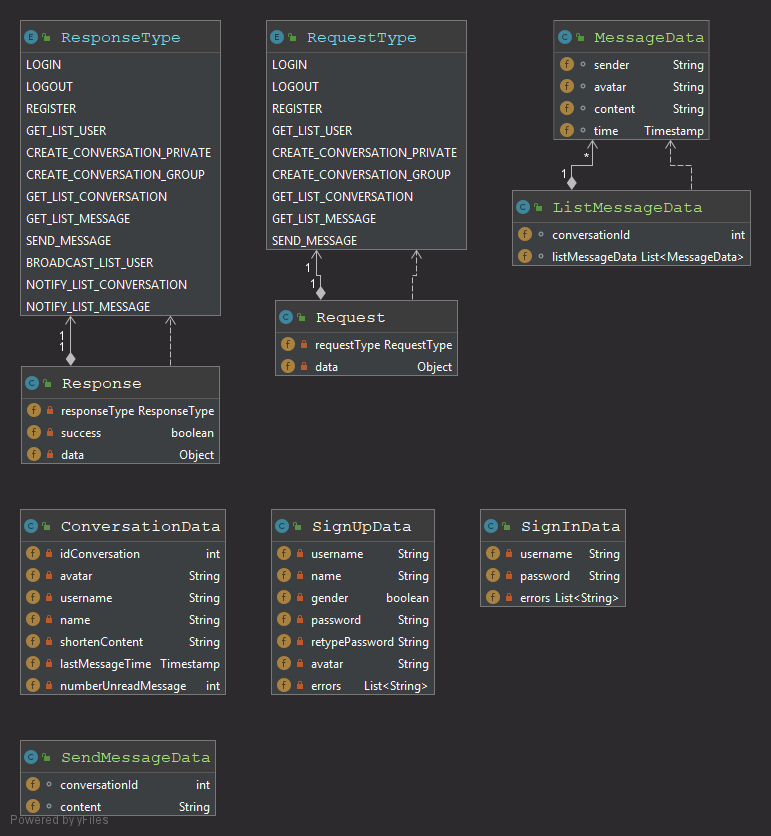 ResponseType
LOGIN
LOGOUT
REGISTER
GET_LIST_USER
CREATE_CONVERSATION_PRIVATE
CREATE_CONVERSATION_GROUP
GET_LIST_CONVERSATION
GET_LIST_MESSAGE
SEND_MESSAGE
BROADCAST_LIST_USER
NOTIFY_LIST_CONVERSATION
NOTIFY_LIST_MESSAGE
1
1
Response
responseType ResponseType
success boolean
data Object
RequestType
LOGIN
LOGOUT
REGISTER
GET_LIST_USER
CREATE_CONVERSATION_PRIVATE
CREATE_CONVERSATION_GROUP
GET_LIST_CONVERSATION
GET_LIST_MESSAGE
SEND_MESSAGE
1
1
Request
requestType RequestType
data Object
MessageData
sender String
avatar String
content String
time Timestamp
*
1
ListMessageData
conversationId int
listMessageData List<MessageData>
ConversationData
idConversation int
avatar String
username String
name String
shortenContent String
lastMessageTime Timestamp
numberUnreadMessage int
SignUpData
username String
name String
gender boolean
password String
retypePassword String
avatar String
errors List<String>
SignInData
username String
password String
errors List<String>
SendMessageData
conversationId int
content String
Powered by yFiles